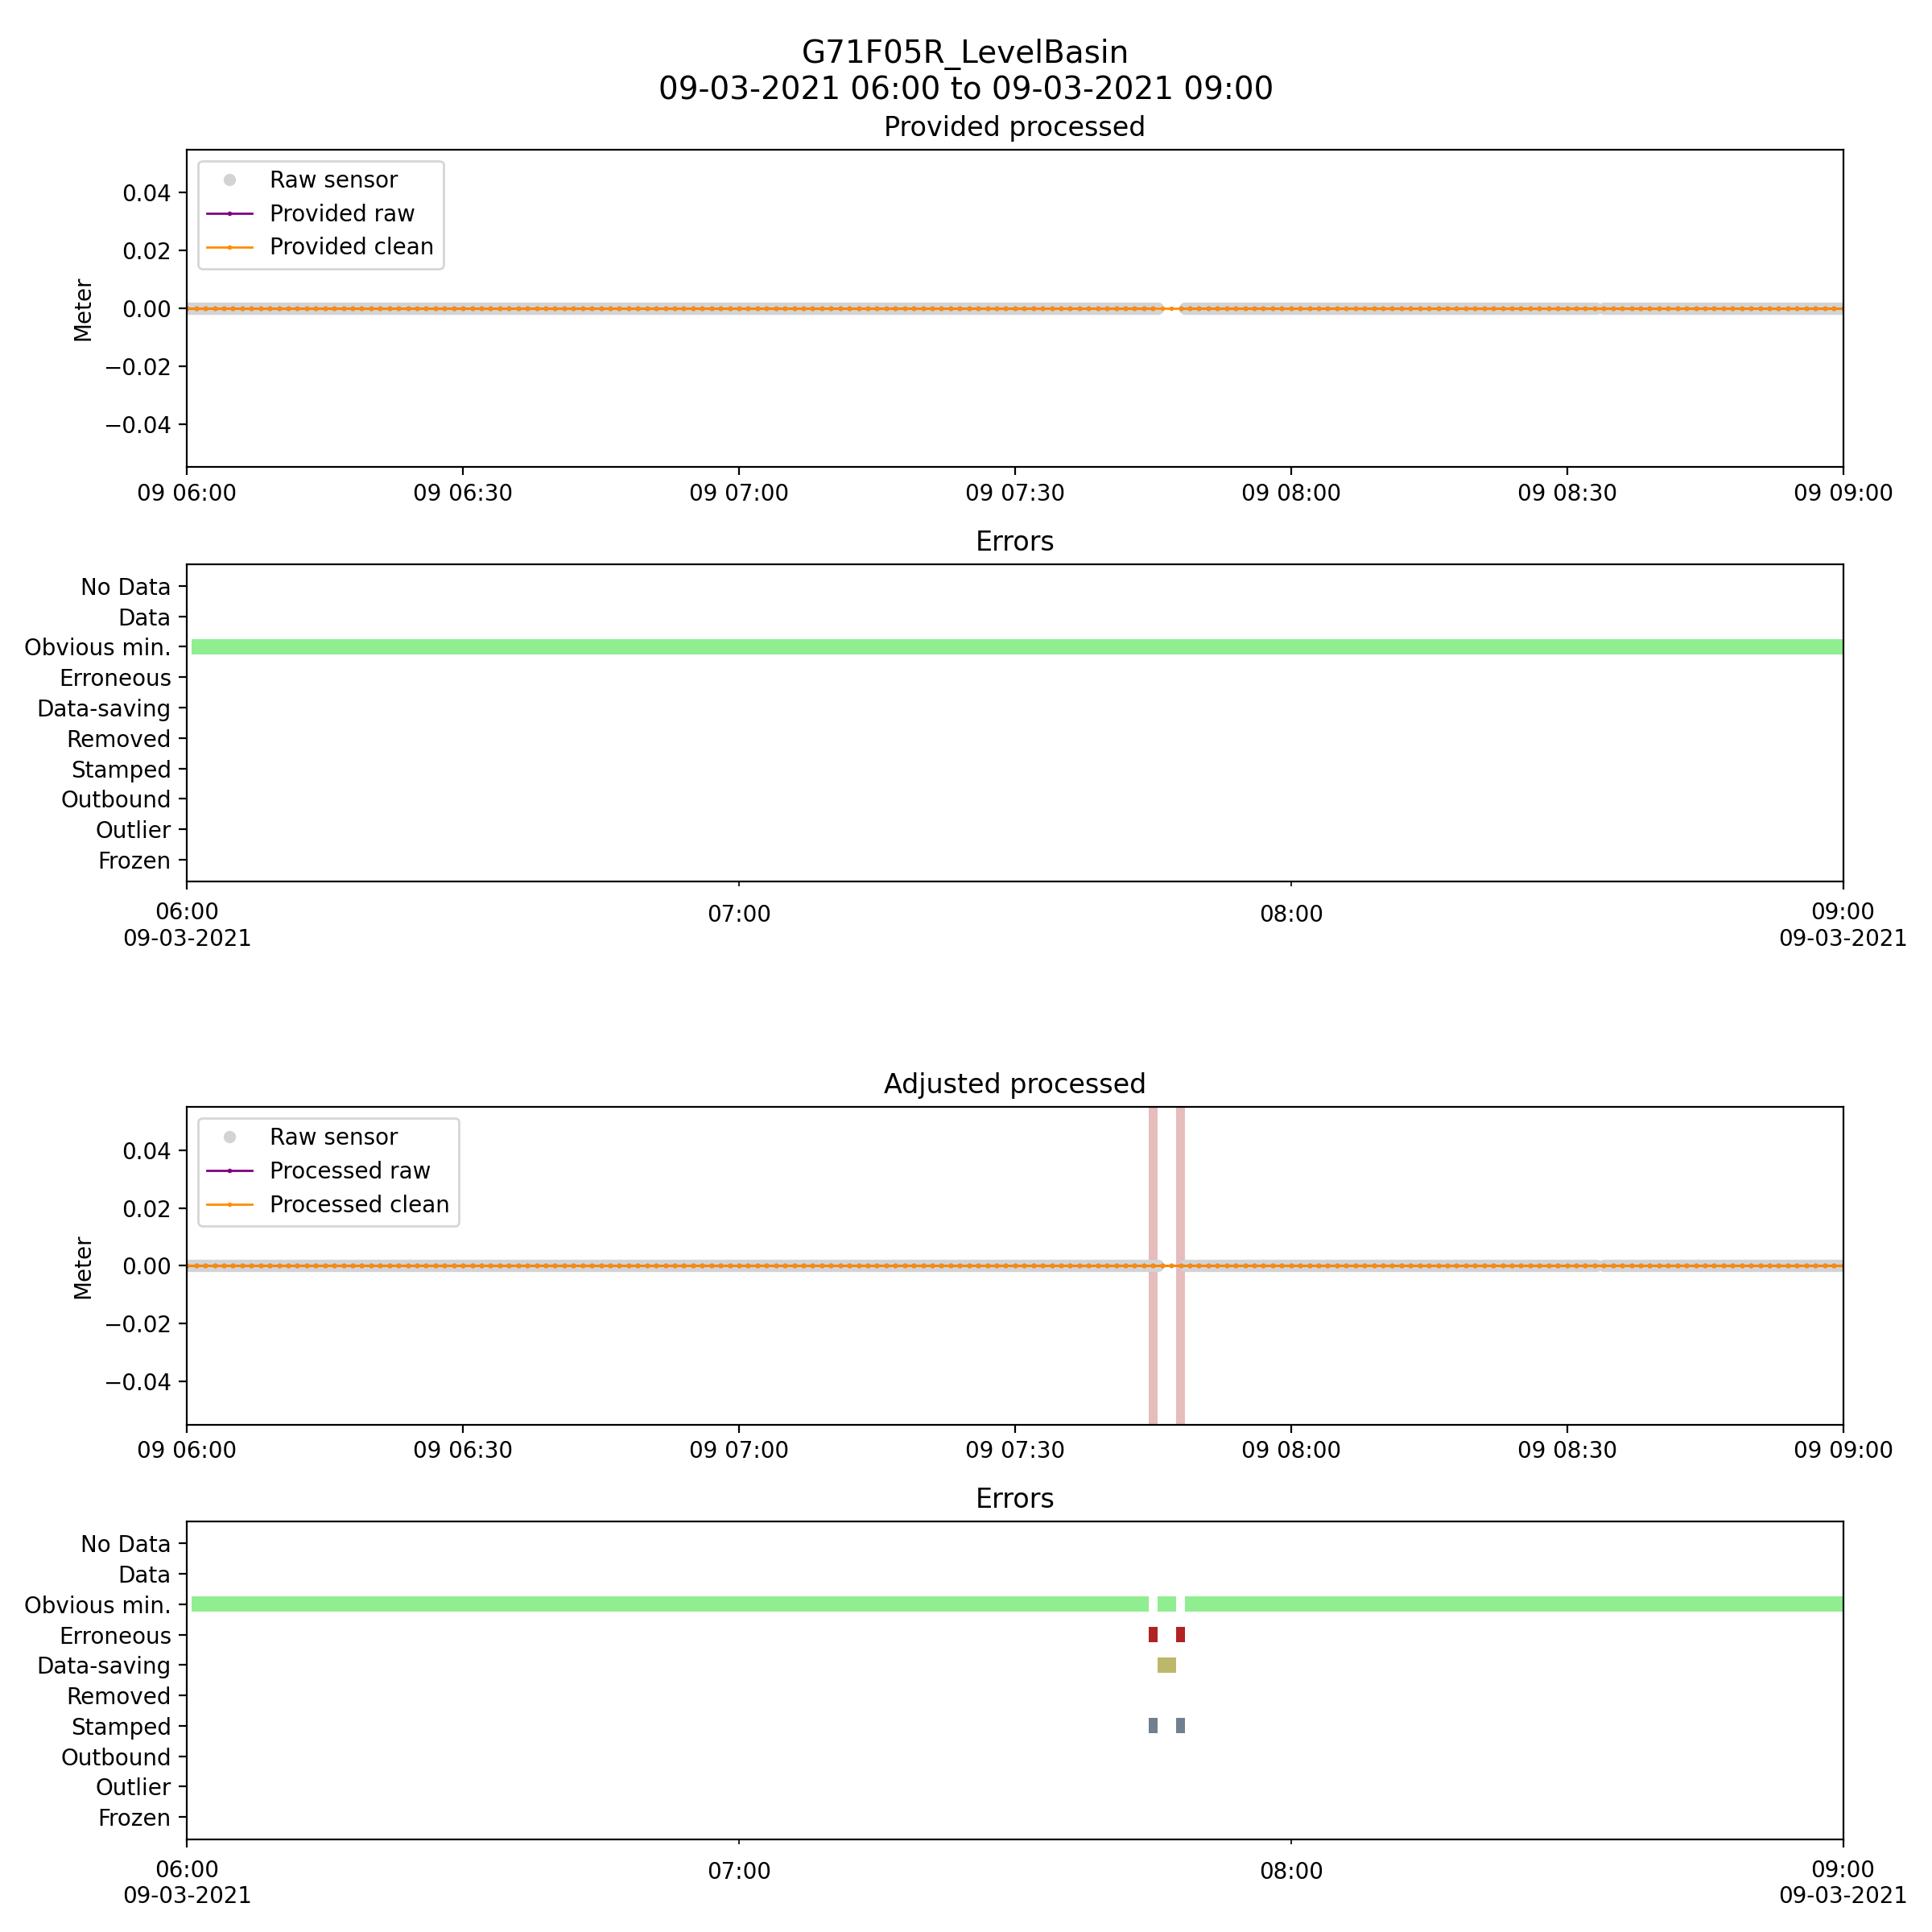 G71F05R_LevelBasin
09-03-2021 06:00 to 09-03-2021 09:00
Provided processed
Raw sensor
Provided raw
Provided clean
Meter
0.04
0.02
0.00
−0.02
−0.04
09 06:00 09 06:30 09 07:00 09 07:30 09 08:00 09 08:30 09 09:00
Errors
No Data
Data
Obvious min.
Erroneous
Data-saving
Removed
Stamped
Outbound
Outlier
Frozen
06:00 07:00 08:00 09:00
09-03-2021 09-03-2021
Adjusted processed
Raw sensor
Processed raw
Processed clean
Meter
0.04
0.02
0.00
−0.02
−0.04
09 06:00 09 06:30 09 07:00 09 07:30 09 08:00 09 08:30 09 09:00
Errors
No Data
Data
Obvious min.
Erroneous
Data-saving
Removed
Stamped
Outbound
Outlier
Frozen
06:00 07:00 08:00 09:00
09-03-2021 09-03-2021